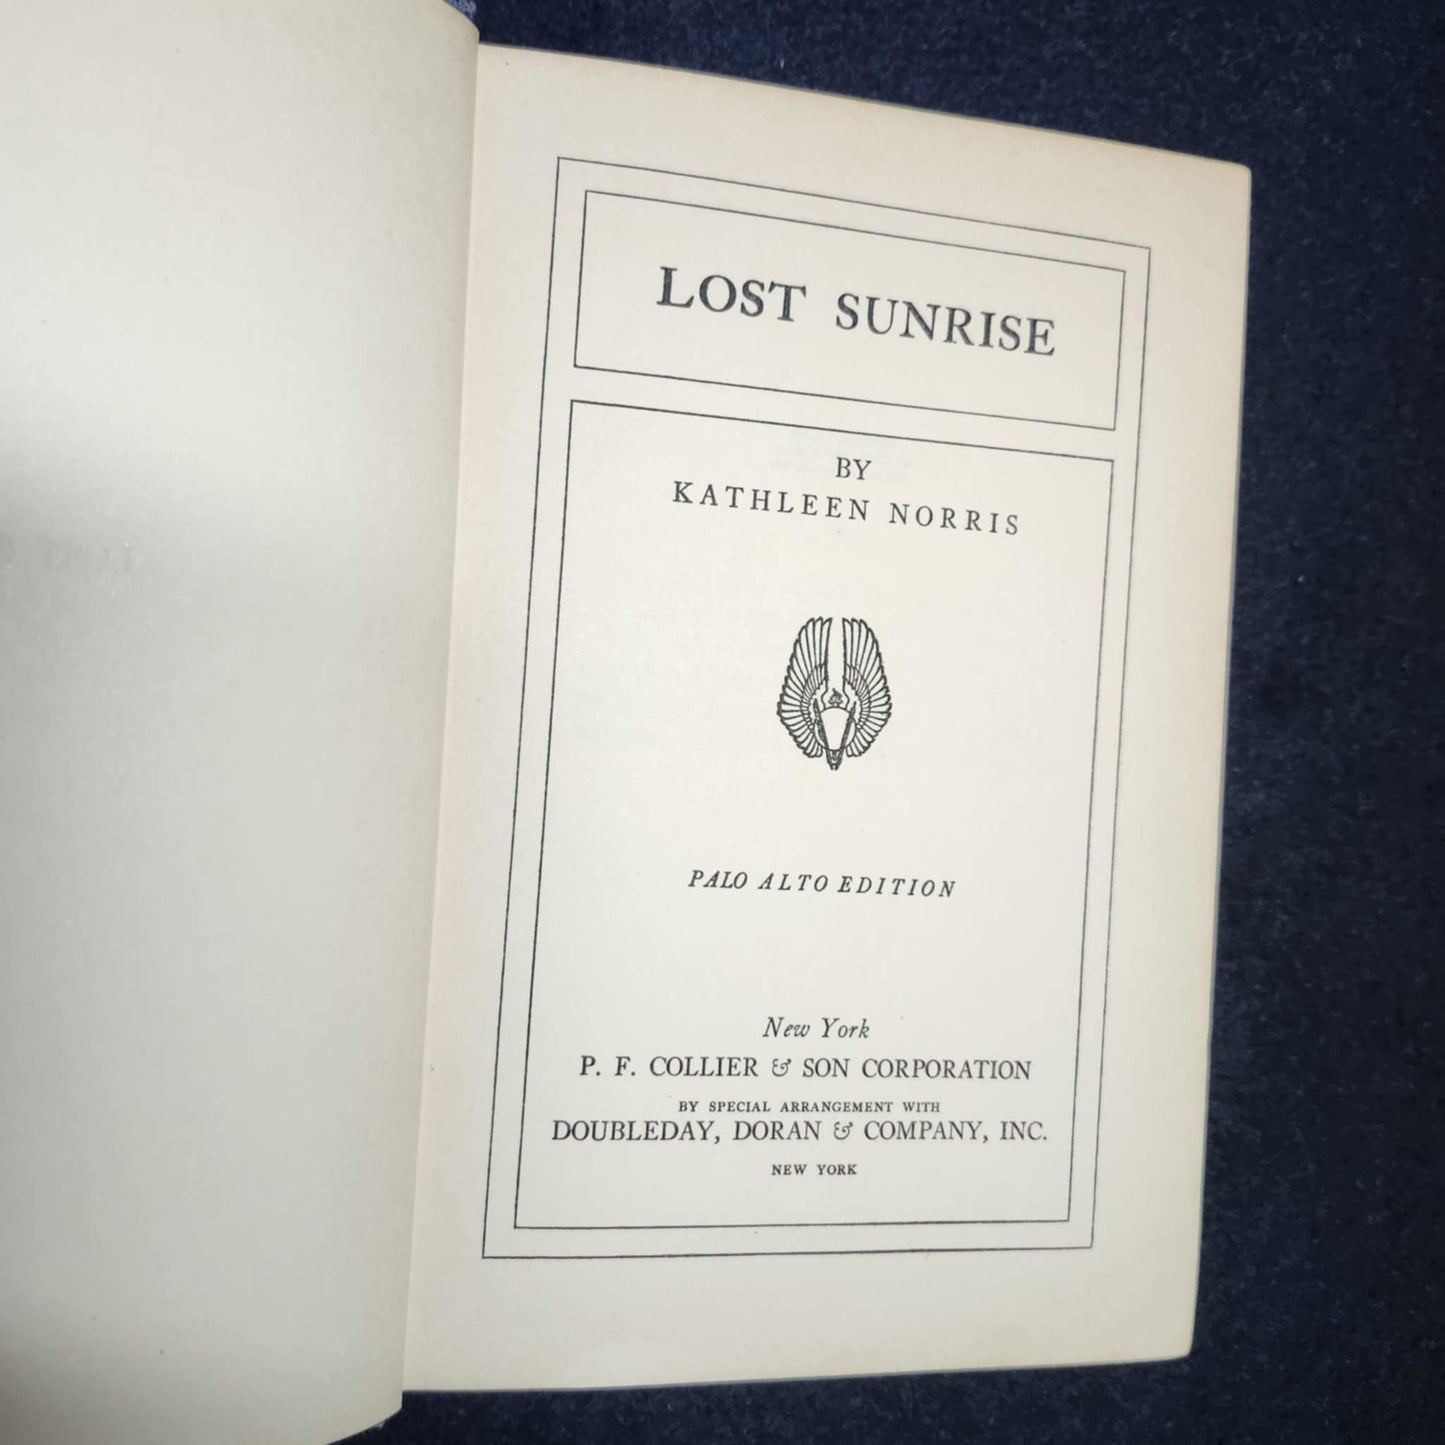 LOST SUNRISE
BY
KATHLEEN NORRIS
PALO ALTO EDITION
New York
P. F. COLLIER & SON CORPORATION
BY SPECIAL ARRANGEMENT WITH
DOUBLEDAY, DORAN & COMPANY, INC.
NEW YORK